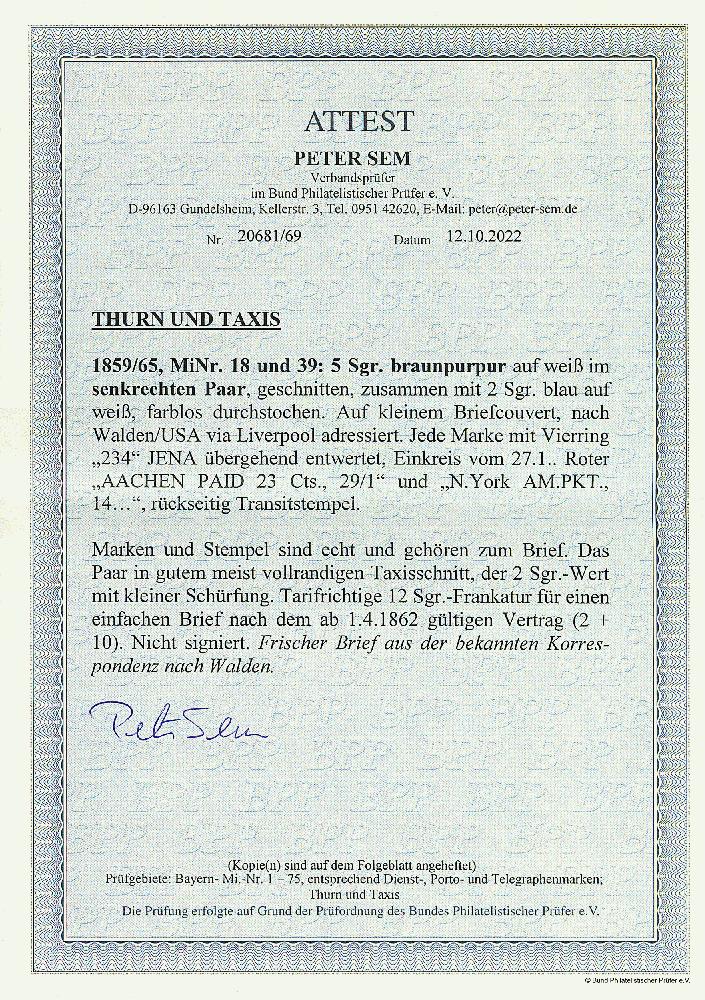 ATTEST
PETER SEM
Verbandsprüfer
im Bund Philatelistischer Prüfer e. V.
D-96163 Gundelsheim, Kellerstr. 3, Tel. 0951 42620, E-Mail: peter@peter-sem.de
Nr. 20681/69 Datum 12.10.2022
THURN UND TAXIS
1859/65, MiNr. 18 und 39: 5 Sgr. braunpurpur auf weiß im
senkrechten Paar, geschnitten, zusammen mit 2 Sgr. blau auf
weiß, farblos durchstochen. Auf kleinem Briefcouvert, nach
Walden/USA via Liverpool adressiert. Jede Marke mit Vierring
„234“ JENA übergehend entwertet, Einkreis vom 27.1.. Roter
„AACHEN PAID 23 Cts., 29/1“ und „N.York AM.PKT.,
14…“, rückseitig Transitstempel.
Marken und Stempel sind echt und gehören zum Brief. Das
Paar in gutem meist vollrandigen Taxisschnitt, der 2 Sgr.-Wert
mit kleiner Schürfung. Tarifrichtige 12 Sgr.-Frankatur für einen
einfachen Brief nach dem ab 1.4.1862 gültigen Vertrag (2 +
10). Nicht signiert. Frischer Brief aus der bekannten Korres-
pondenz nach Walden.
Peter Sem
(Kopie(n) sind auf dem Folgeblatt angeheftet)
Prüfgebiete: Bayern- Mi.-Nr. 1 – 75, entsprechend Dienst-, Porto- und Telegraphenmarken;
Thurn und Taxis
Die Prüfung erfolgte auf Grund der Prüfordnung des Bundes Philatelistischer Prüfer e.V.
© Bund Philatelistischer Prüfer e.V.